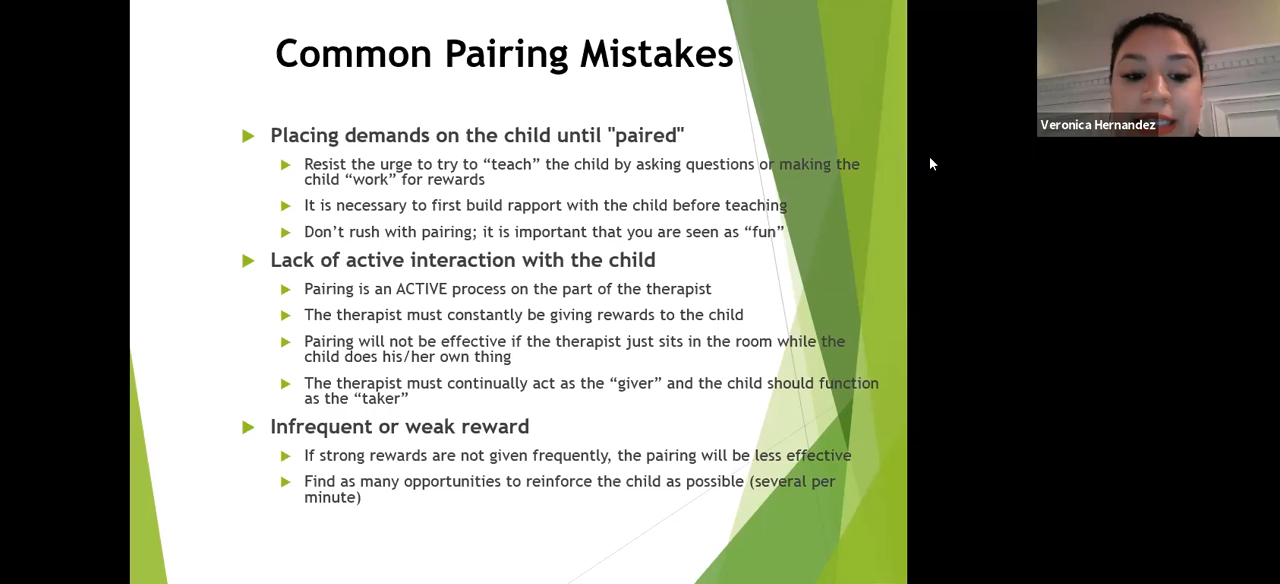 Common Pairing Mistakes
Placing demands on the child until "paired"
Resist the urge to try to “teach” the child by asking questions or making the
child “work” for rewards
It is necessary to first build rapport with the child before teaching
Don’t rush with pairing; it is important that you are seen as “fun”
Lack of active interaction with the child
Pairing is an ACTIVE process on the part of the therapist
The therapist must constantly be giving rewards to the child
Pairing will not be effective if the therapist just sits in the room while the
child does his/her own thing
The therapist must continually act as the “giver” and the child should function
as the “taker”
Infrequent or weak reward
If strong rewards are not given frequently, the pairing will be less effective
Find as many opportunities to reinforce the child as possible (several per
minute)
Veronica Hernandez